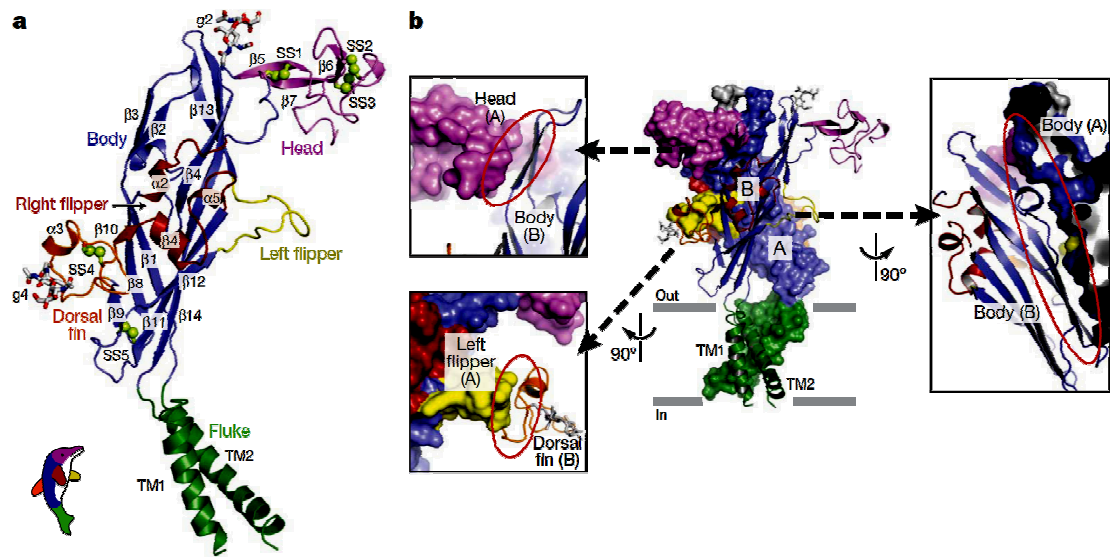 a
g2
β5
SS1
SS2
β6
SS3
β7
Head
β3
β2
β13
Body
β4
α2
α5
Right flipper
α3
β10
β4
Left flipper
SS4
β1
β8
β12
g4
Dorsal
fin
β9
β11
β14
SS5
Fluke
TM2
TM1
b
Head
(A)
Body
(B)
Left
flipper
(A)
Dorsal
fin (B)
90º
B
A
Out
TM1
TM2
In
90º
Body (A)
Body (B)